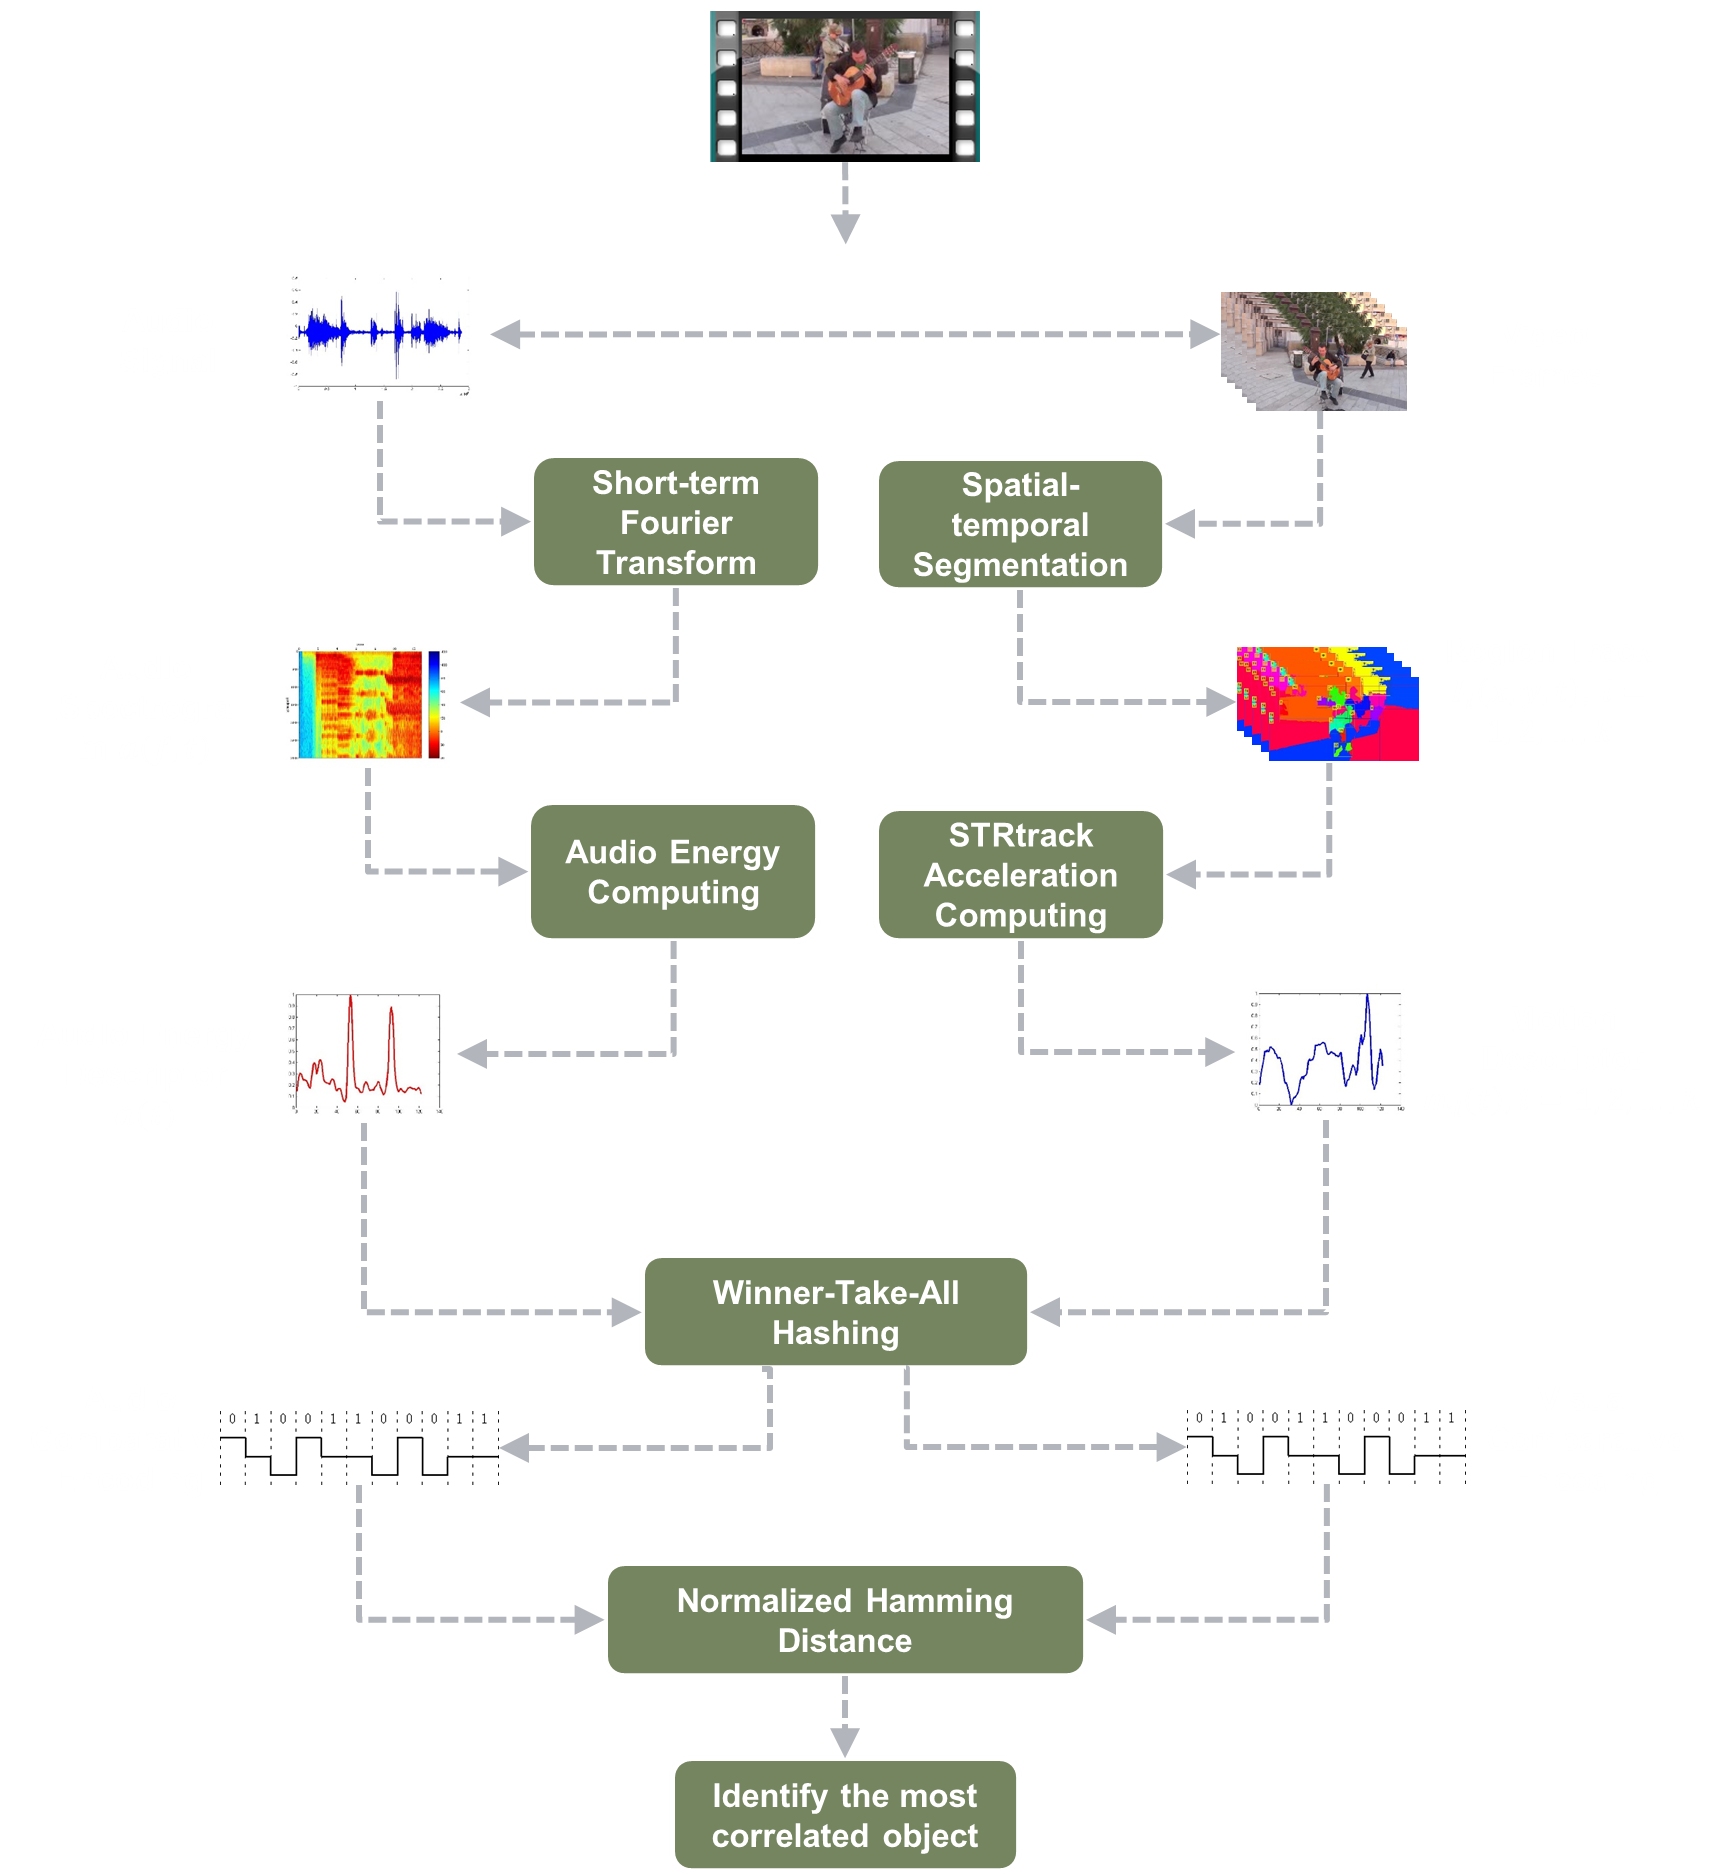 Short-term
Fourier
Transform
Spatial-
temporal
Segmentation
Audio Energy
Computing
STRtrack
Acceleration
Computing
Winner-Take-All
Hashing
0 1 0 0 1 1 0 0 0 1 1
0 1 0 0 1 1 0 0 0 1 1
Normalized Hamming
Distance
Identify the most
correlated object